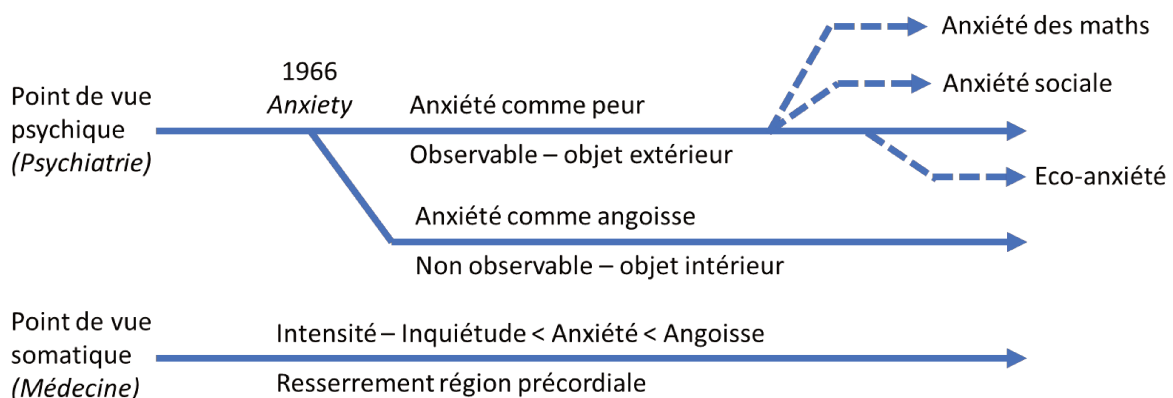 Anxiété des maths
1966
Anxiété sociale
Point de vue
psychique
(Psychiatrie)
Anxiety
Anxiété comme peur
Observable – objet extérieur
Eco-anxiété
Anxiété comme angoisse
Non observable – objet intérieur
Point de vue
somatique
(Médecine)
Intensité – Inquiétude < Anxiété < Angoisse
Resserrement région précordiale